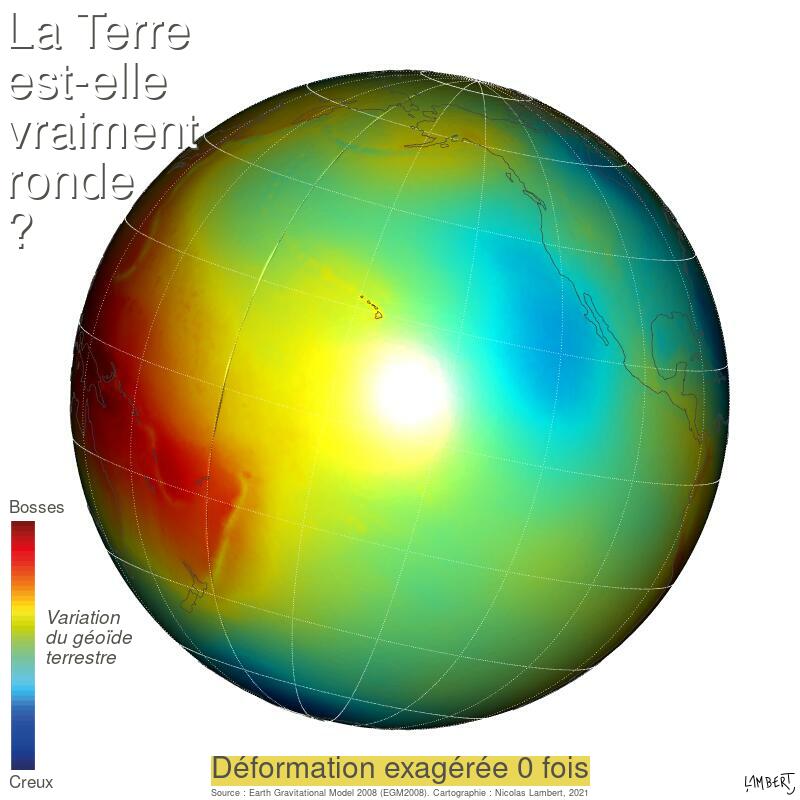 La Terre
est-elle
vraiment
ronde
?
Bosses
Variation
du géoïde
terrestre
Creux
Déformation exagérée 0 fois
Source : Earth Gravitational Model 2008 (EGM2008). Cartographie : Nicolas Lambert, 2021
LAMBERT